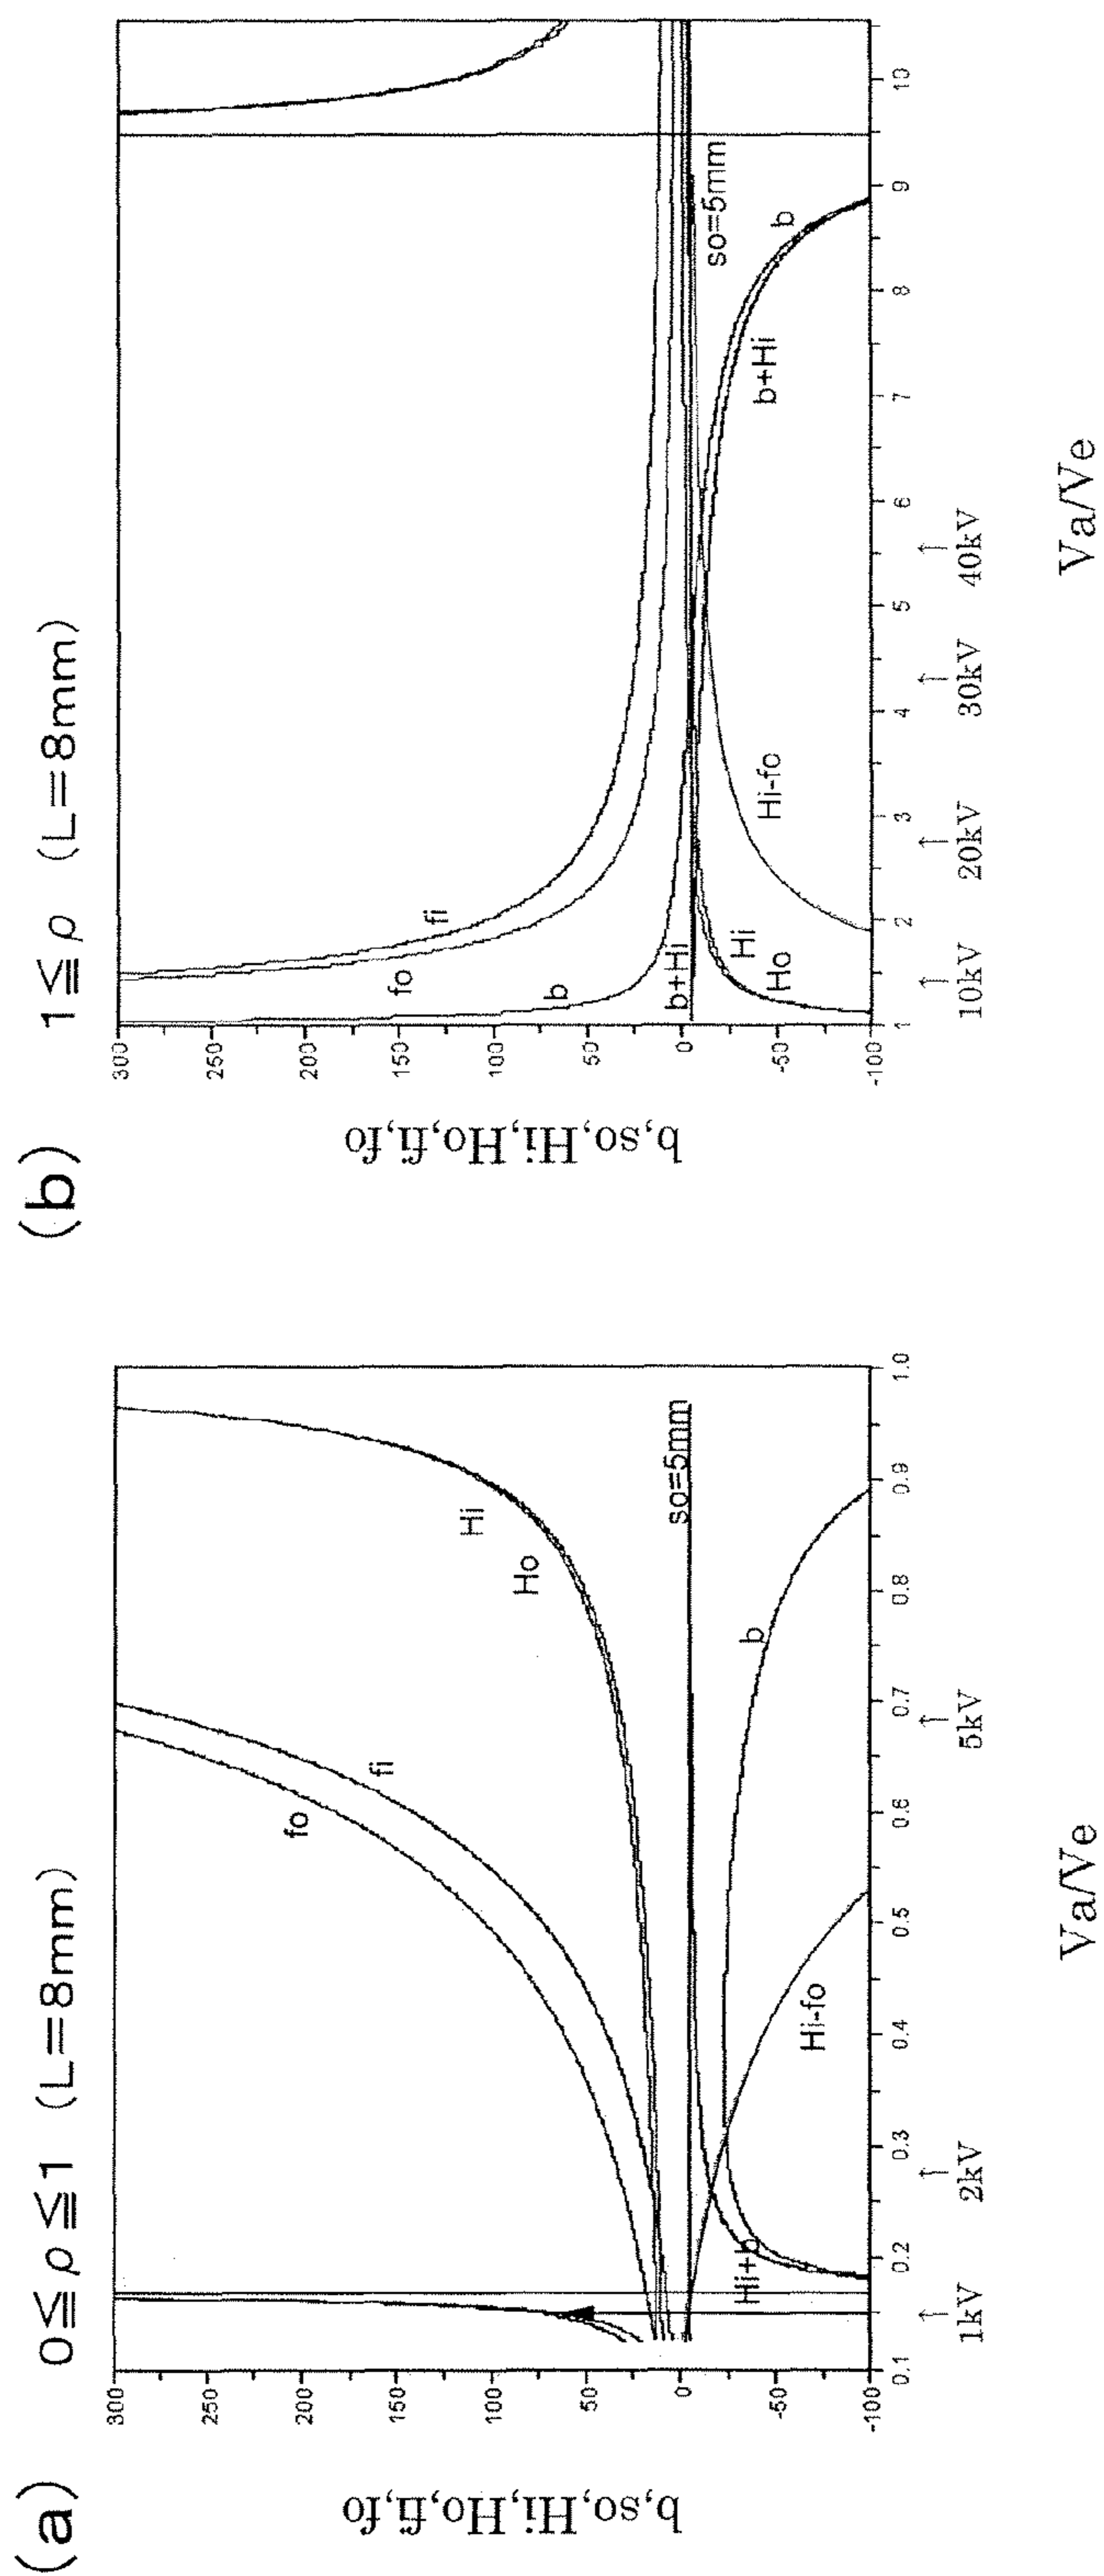 (a)
0≦ρ≦1 (L=8mm)
300
250
200
150
100
50
0
-50
-100
b,so,Hi,Ho,fi,fo
fo
fi
Ho
Hi
so=5mm
b
Hi-fo
Hi+b
0.1
0.2
0.3
0.4
0.5
0.6
0.7
0.8
0.9
1.0
↑
1kV
↑
2kV
↑
5kV
Va/Ve
(b)
1≦ρ (L=8mm)
300
250
200
150
100
50
0
-50
-100
b,so,Hi,Ho,fi,fo
fo
fi
b
b+Hi
Hi
Ho
Hi-fo
b+Hi
b
so=5mm
1
2
3
4
5
6
7
8
9
10
↑
10kV
↑
20kV
↑
30kV
↑
40kV
Va/Ve